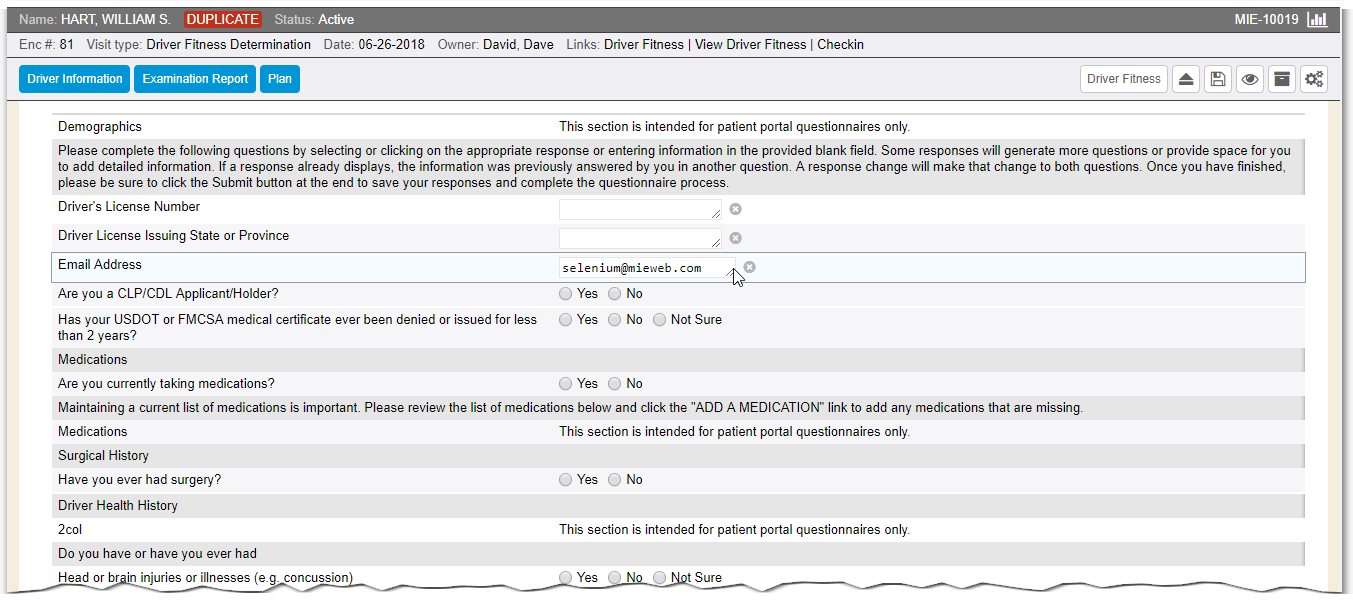 Name: HART, WILLIAM S. DUPLICATE Status: Active MIE-10019
Enc #: 81 Visit type: Driver Fitness Determination Date: 06-26-2018 Owner: David, Dave Links: Driver Fitness | View Driver Fitness | Checkin
Driver Information Examination Report Plan Driver Fitness
Demographics This section is intended for patient portal questionnaires only.
Please complete the following questions by selecting or clicking on the appropriate response or entering information in the provided blank field. Some responses will generate more questions or provide space for you
to add detailed information. If a response already displays, the information was previously answered by you in another question. A response change will make that change to both questions. Once you have finished,
please be sure to click the Submit button at the end to save your responses and complete the questionnaire process.
Driver's License Number
Driver License Issuing State or Province
Email Address selenium@mieweb.com
Are you a CLP/CDL Applicant/Holder? Yes No
Has your USDOT or FMCSA medical certificate ever been denied or issued for less Yes No Not Sure
than 2 years?
Medications
Are you currently taking medications? Yes No
Maintaining a current list of medications is important. Please review the list of medications below and click the "ADD A MEDICATION" link to add any medications that are missing.
Medications This section is intended for patient portal questionnaires only.
Surgical History
Have you ever had surgery? Yes No
Driver Health History
2col This section is intended for patient portal questionnaires only.
Do you have or have you ever had
Head or brain injuries or illnesses (e.g. concussion) Yes No Not Sure